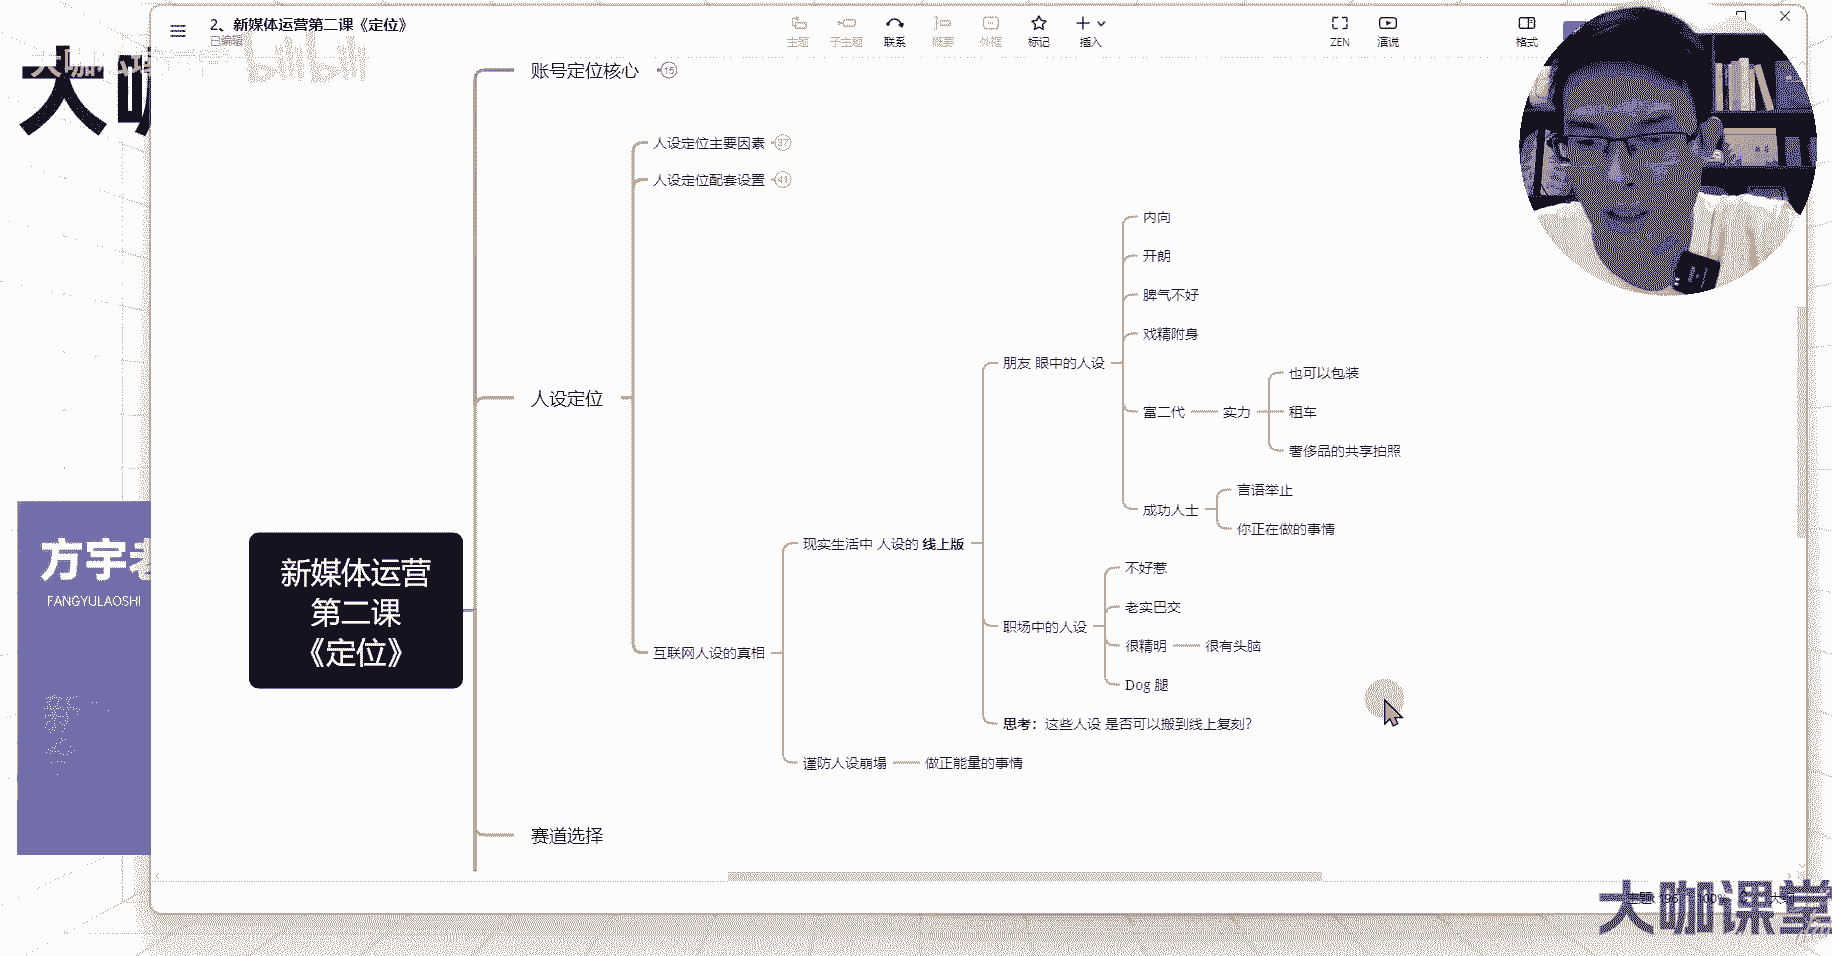 2、新媒体运营第二课《定位》
已编辑
主题
子主题
联系
概要
外框
标记
插入
ZEN
演说
格式
bilibili
账号定位核心
15
人设定位主要因素
37
人设定位配套设置
41
内向
开朗
脾气不好
戏精附身
朋友 眼中的人设
也可以包装
人设定位
富二代
实力
租车
奢侈品的共享拍照
言语举止
成功人士
你正在做的事情
现实生活中 人设的 线上版
不好惹
新媒体运营
第二课
《定位》
老实巴交
职场中的人设
很精明
很有头脑
互联网人设的真相
Dog 腿
思考：这些人设 是否可以搬到线上复刻?
谨防人设崩塌
做正能量的事情
赛道选择
方宇老
FANGYULAOSHI
大咖课堂